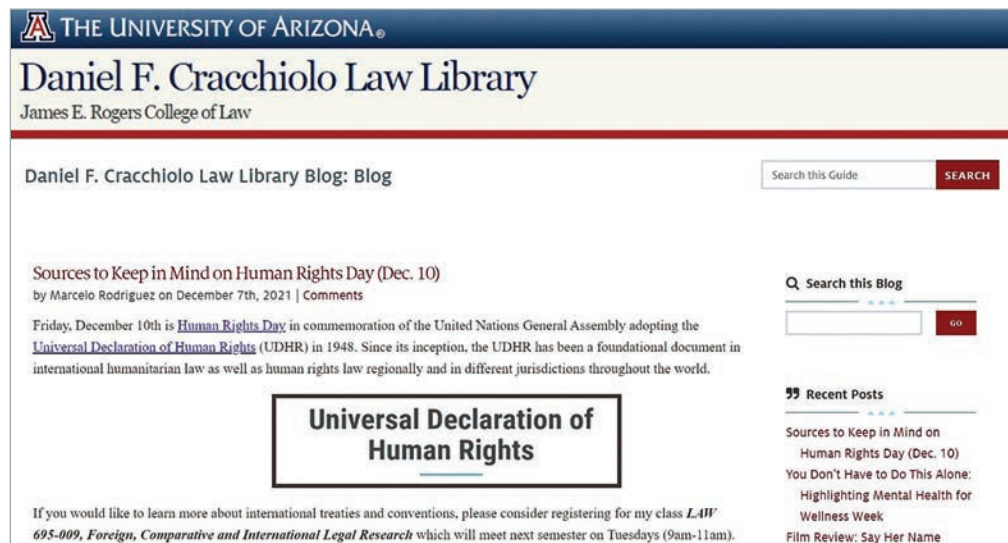 THE UNIVERSITY OF ARIZONA®
Daniel F. Cracchiolo Law Library
James E. Rogers College of Law
Daniel F. Cracchiolo Law Library Blog: Blog
Search this Guide
SEARCH
Sources to Keep in Mind on Human Rights Day (Dec. 10)
by Marcelo Rodriguez on December 7th, 2021 | Comments
Friday, December 10th is Human Rights Day in commemoration of the United Nations General Assembly adopting the
Universal Declaration of Human Rights (UDHR) in 1948. Since its inception, the UDHR has been a foundational document in
international humanitarian law as well as human rights law regionally and in different jurisdictions throughout the world.
Universal Declaration of
Human Rights
If you would like to learn more about international treaties and conventions, please consider registering for my class LAW
695-009, Foreign, Comparative and International Legal Research which will meet next semester on Tuesdays (9am-11am).
Search this Blog
GO
Recent Posts
Sources to Keep in Mind on
Human Rights Day (Dec. 10)
You Don't Have to Do This Alone:
Highlighting Mental Health for
Wellness Week
Film Review: Say Her Name